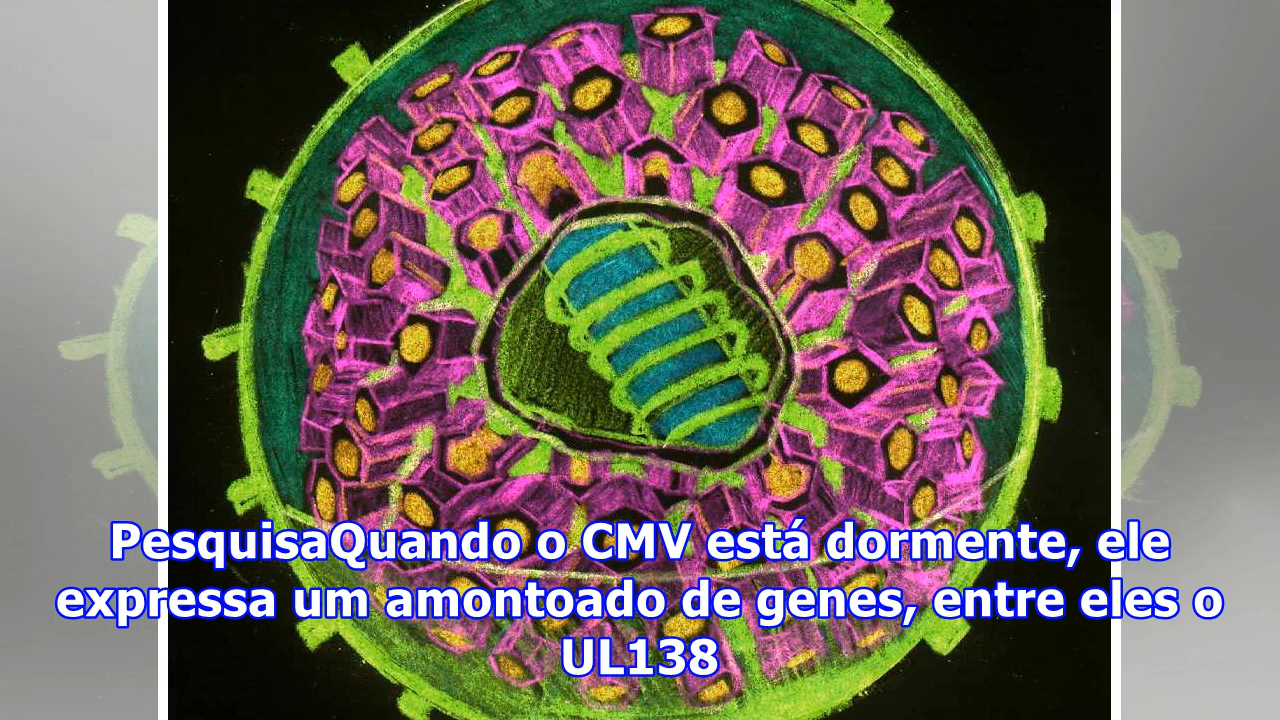 PesquisaQuando o CMV está dormente, ele
expressa um amontoado de genes, entre eles o
UL138